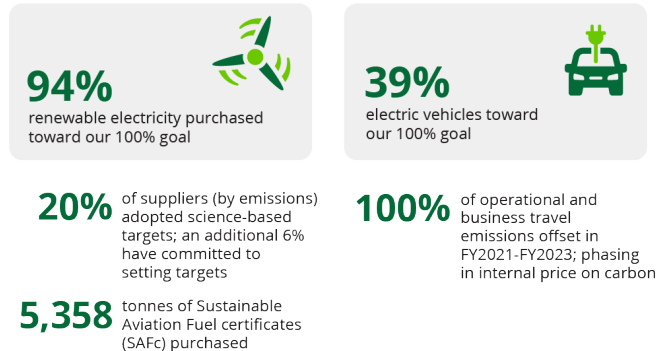 94%
renewable electricity purchased
toward our 100% goal
39%
electric vehicles toward
our 100% goal
20%
of suppliers (by emissions)
adopted science-based
targets; an additional 6%
have committed to
setting targets
100%
of operational and
business travel
emissions offset in
FY2021-FY2023; phasing
in internal price on carbon
5,358
tonnes of Sustainable
Aviation Fuel certificates
(SAFc) purchased